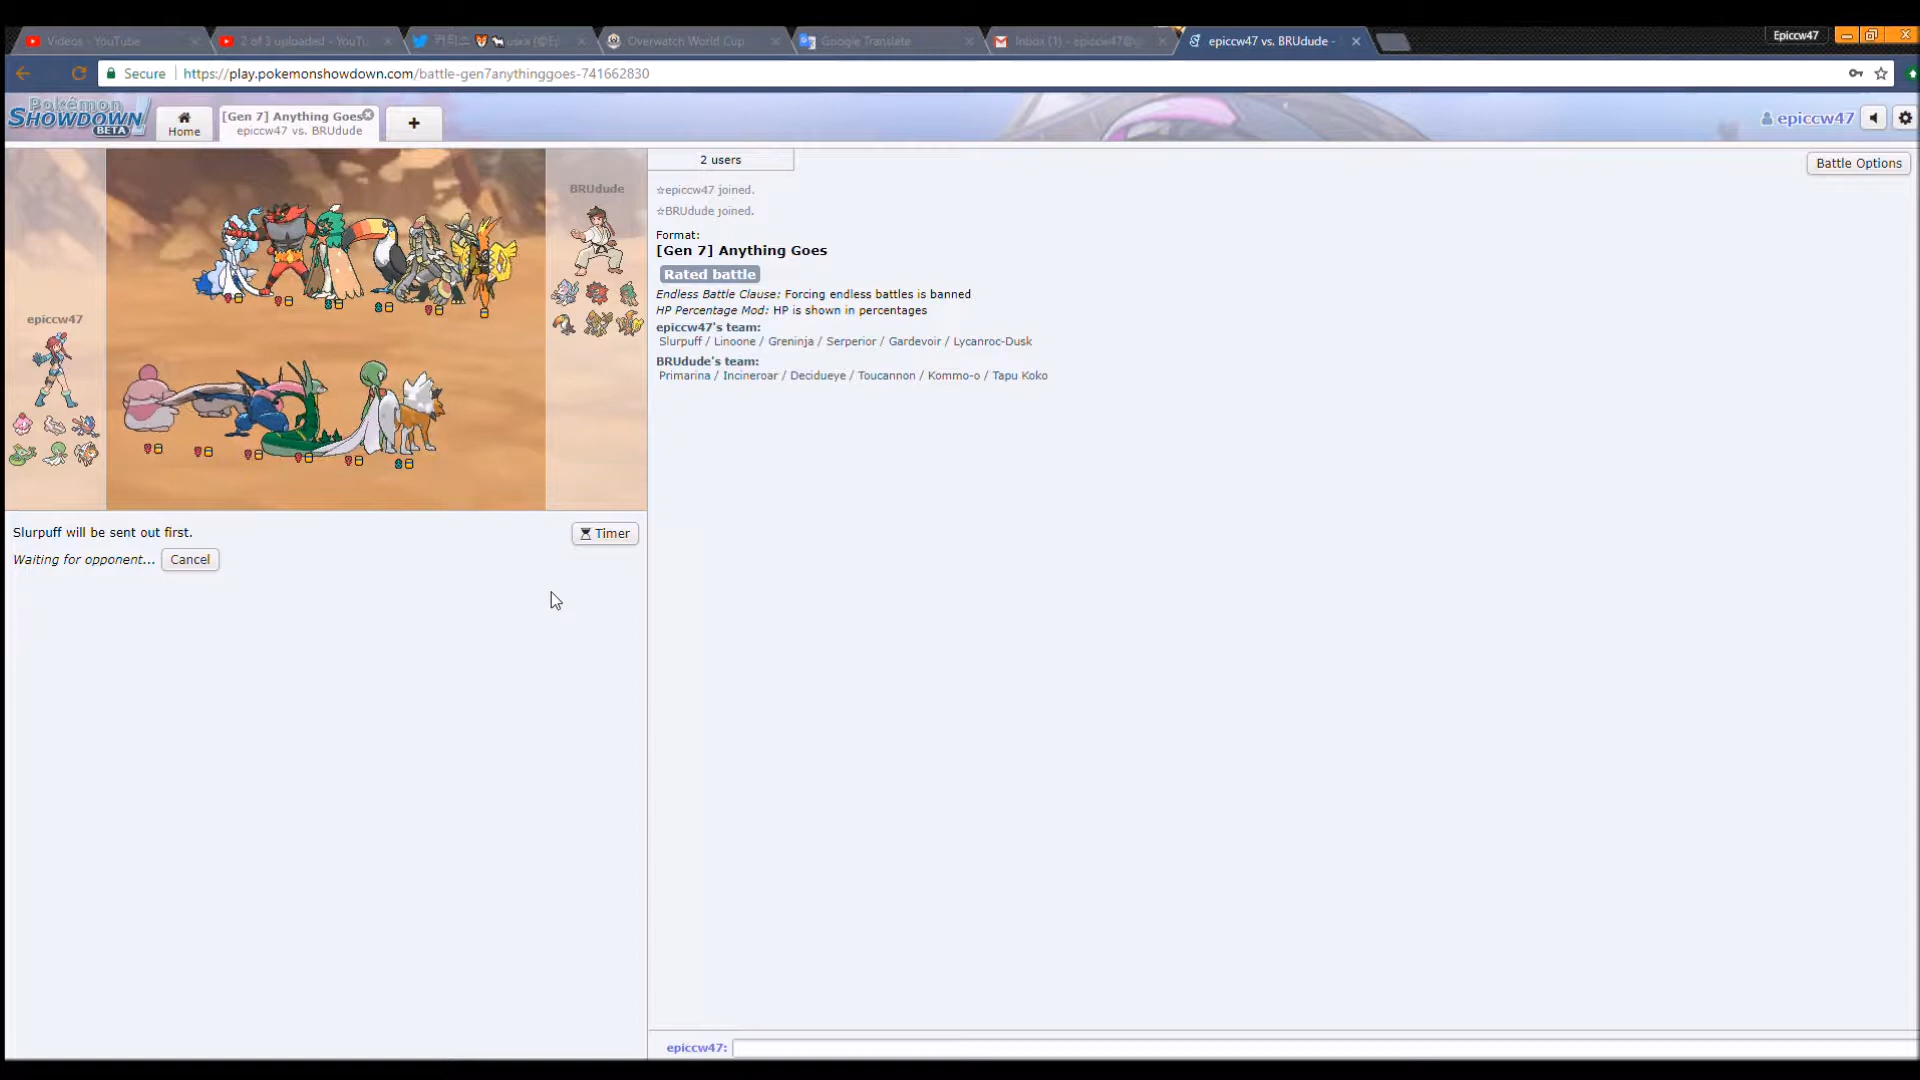 Videos - YouTube
2 of 3 uploaded - YouTu
Overwatch World Cup
Google Translate
Inbox (1) - epiccw47@
epiccw47 vs. BRUdude -
Epiccw47
Secure
https://play.pokemonshowdown.com/battle-gen7anythinggoes-741662830
Pokémon
SHOWDOWN!
BETA
Home
[Gen 7] Anything Goes
epiccw47 vs. BRUdude
+
epiccw47
2 users
Battle Options
☆epiccw47 joined.
☆BRUdude joined.
Format:
[Gen 7] Anything Goes
Rated battle
Endless Battle Clause: Forcing endless battles is banned
HP Percentage Mod: HP is shown in percentages
epiccw47's team:
Slurpuff / Linoone / Greninja / Serperior / Gardevoir / Lycanroc-Dusk
BRUdude's team:
Primarina / Incineroar / Decidueye / Toucannon / Kommo-o / Tapu Koko
BRUdude
epiccw47
Slurpuff will be sent out first.
Timer
Waiting for opponent...
Cancel
epiccw47: